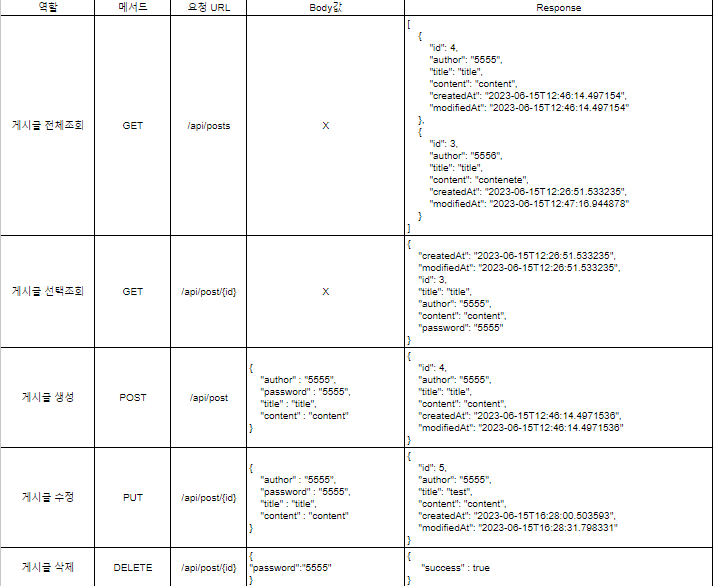 역할 메서드 요청 URL Body값 Response
게시글 전체조회 GET /api/posts X
[
{
"id": 4,
"author": "5555",
"title": "title",
"content": "content",
"createdAt": "2023-06-15T12:46:14.497154",
"modifiedAt": "2023-06-15T12:46:14.497154"
},
{
"id": 3,
"author": "5556",
"title": "title",
"content": "contenete",
"createdAt": "2023-06-15T12:26:51.533235",
"modifiedAt": "2023-06-15T12:47:16.944878"
}
]
게시글 선택조회 GET /api/post/{id} X
{
"createdAt": "2023-06-15T12:26:51.533235",
"modifiedAt": "2023-06-15T12:26:51.533235",
"id": 3,
"title": "title",
"author": "5555",
"content": "content",
"password": "5555"
}
게시글 생성 POST /api/post
{
"author" : "5555",
"password" : "5555",
"title" : "title",
"content" : "content"
}
{
"id": 4,
"author": "5555",
"title": "title",
"content": "content",
"createdAt": "2023-06-15T12:46:14.4971536",
"modifiedAt": "2023-06-15T12:46:14.4971536"
}
게시글 수정 PUT /api/post/{id}
{
"author" : "5555",
"password" : "5555",
"title" : "title",
"content" : "content"
}
{
"id": 5,
"author": "5555",
"title": "test",
"content": "content",
"createdAt": "2023-06-15T16:28:00.503593",
"modifiedAt": "2023-06-15T16:28:31.798331"
}
게시글 삭제 DELETE /api/post/{id}
{
"password":"5555"
}
{
"success" : true
}